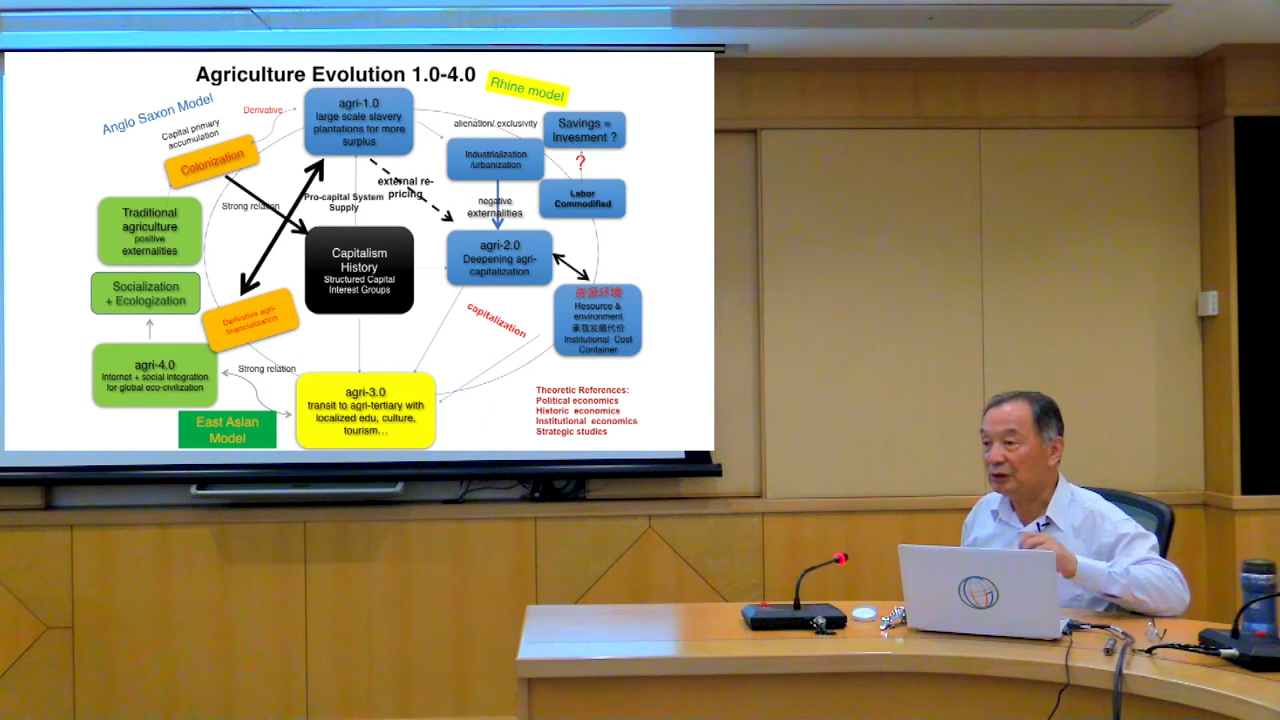 Agriculture Evolution 1.0-4.0
Rhine model
Anglo Saxon Model
Derivative
Capital primary
accumulation
Colonization
agri-1.0
large scale slavery
plantations for more
surplus
alienation/ exclusivity
Savings =
Invesment ?
?
Industrialization
/urbanization
Labor
Commodified
external re-
pricing
Pro-capital System
Supply
Strong relation
negative
externalities
Traditional
agriculture
positive
externalities
Capitalism
History
Structured Capital
Interest Groups
agri-2.0
Deepening agri-
capitalization
Socialization
+ Ecologization
Derivative agri-
financialization
capitalization
资源环境
Resource &
environment
承载发展代价
Institutional Cost
Container.
agri-4.0
Internet + social integration
for global eco-civilization
Strong relation
agri-3.0
transit to agri-tertiary with
localized edu, culture,
tourism...
East Asian
Model
Theoretic References:
Political economics
Historic economics
Institutional economics
Strategic studies